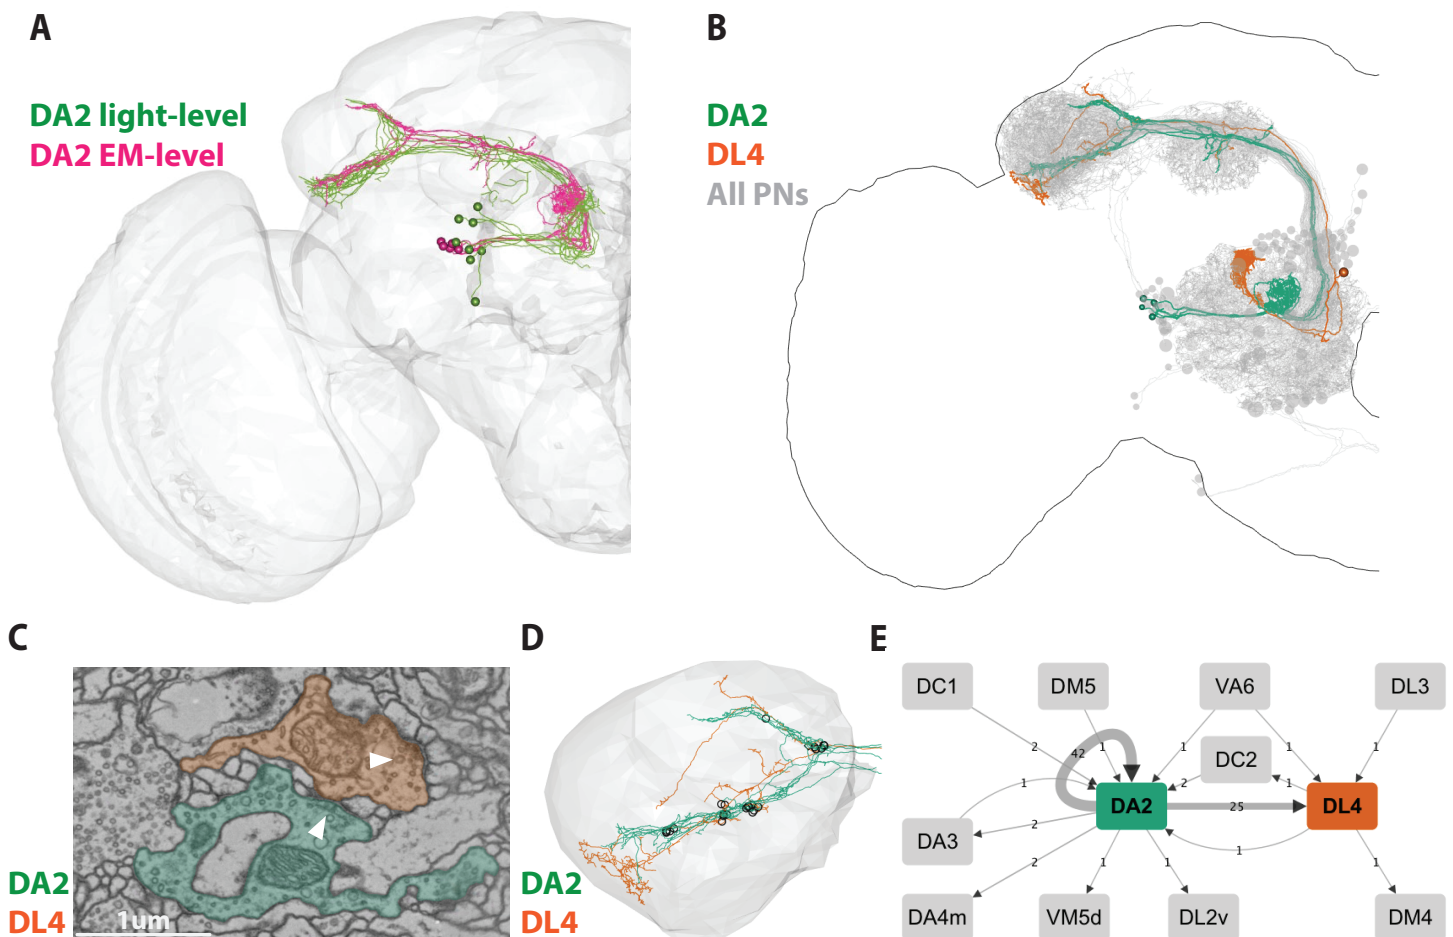 A
B
DA2 light-level
DA2 EM-level
DA2
DL4
All PNs
C
D
E
DA2
DL4
1um
DA2
DL4
DC1
DM5
VA6
DL3
2
42
1
1
1
1
DC2
1
2
1
DA2
25
DL4
DA3
2
1
2
1
1
1
DA4m
VM5d
DL2v
DM4